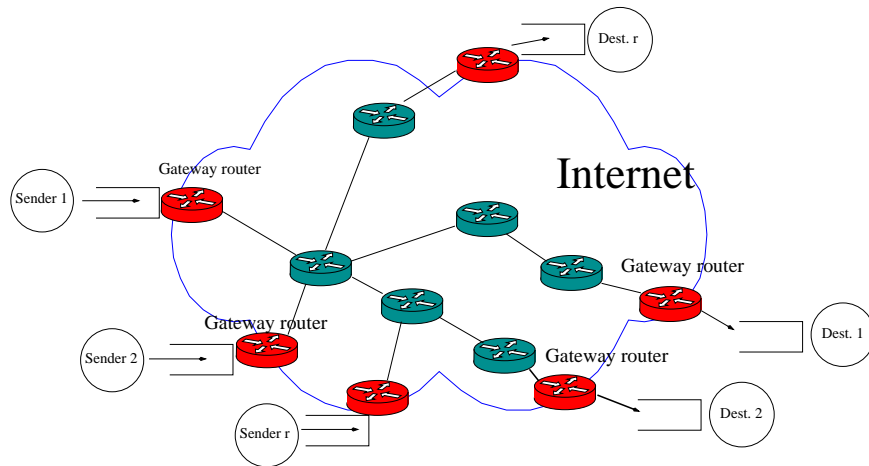 Dest. r
Gateway router
Internet
Sender 1
Gateway router
Gateway router
Sender 2
Gateway router
Dest. 1
Sender r
Dest. 2